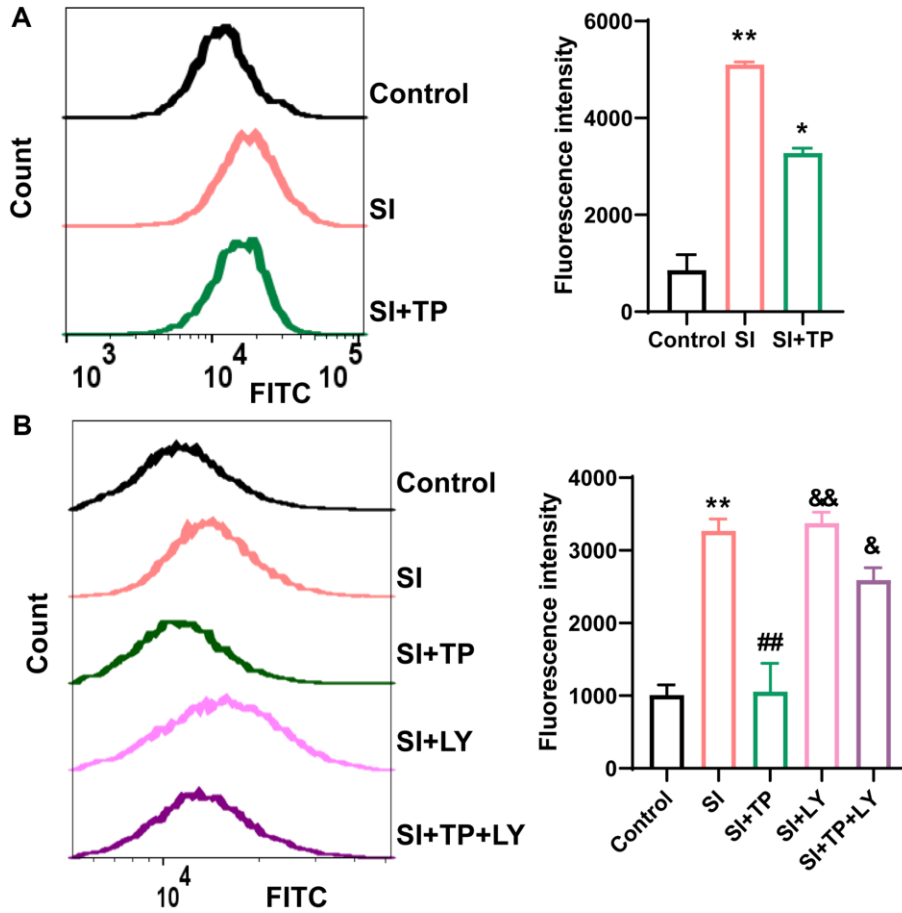 A
Count
Control
SI
SI+TP
10 3
10 4
10 5
FITC
Fluorescence intensity
6000
4000
2000
0
**
*
Control SI SI+TP
B
Count
Control
SI
SI+TP
SI+LY
SI+TP+LY
10 4
FITC
Fluorescence intensity
4000
3000
2000
1000
0
**
##
&&
&
Control
SI
SI+TP
SI+LY
SI+TP+LY